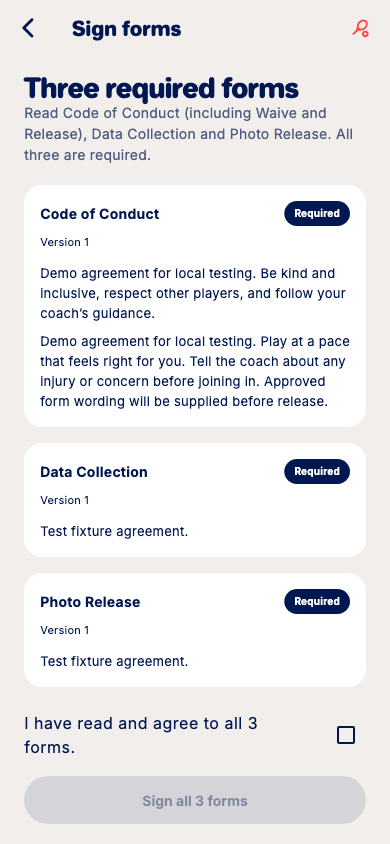 Sign forms
Three required forms
Read Code of Conduct (including Waive and
Release), Data Collection and Photo Release. All
three are required.
Code of Conduct
Required
Version 1
Demo agreement for local testing. Be kind and
inclusive, respect other players, and follow your
coach’s guidance.
Demo agreement for local testing. Play at a pace
that feels right for you. Tell the coach about any
injury or concern before joining in. Approved
form wording will be supplied before release.
Data Collection
Required
Version 1
Test fixture agreement.
Photo Release
Required
Version 1
Test fixture agreement.
I have read and agree to all 3
forms.
Sign all 3 forms